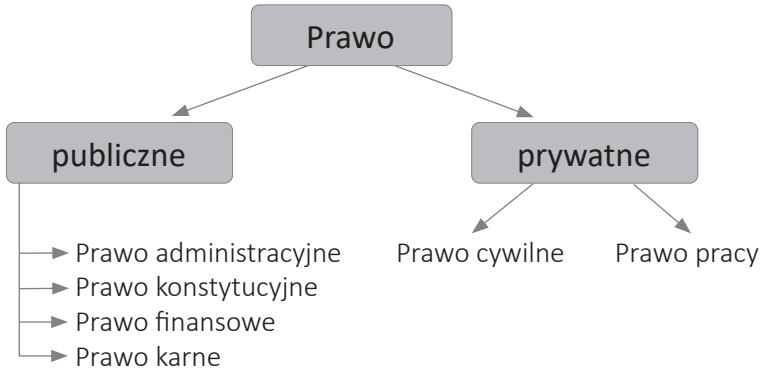 Prawo
publiczne
prywatne
Prawo administracyjne
Prawo konstytucyjne
Prawo finansowe
Prawo karne
Prawo cywilne
Prawo pracy